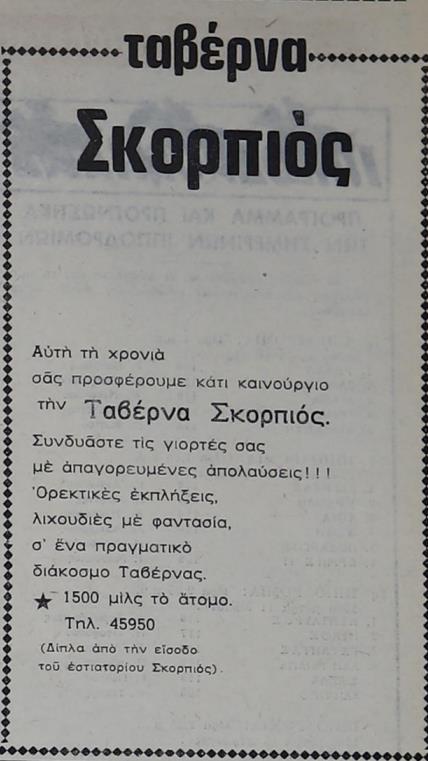 ταβέρνα
Σκορπιὸς
Αὐτὴ τὴ χρονιὰ
σᾶς προσφέρουμε κάτι καινούργιο
τὴν Ταβέρνα Σκορπιός.
Συνδυᾶστε τὶς γιορτές σας
μὲ ἀπαγορευμένες ἀπολαύσεις!!!
Ὀρεκτικὲς ἐκπλήξεις,
λιχουδιὲς μὲ φαντασία,
σ' ἕνα πραγματικὸ
διάκοσμο Ταβέρνας.
★ 1500 μὶλς τὸ ἄτομο.
Τηλ. 45950
(Δίπλα ἀπὸ τὴν εἴσοδο
τοῦ ἑστιατορίου Σκορπιός).